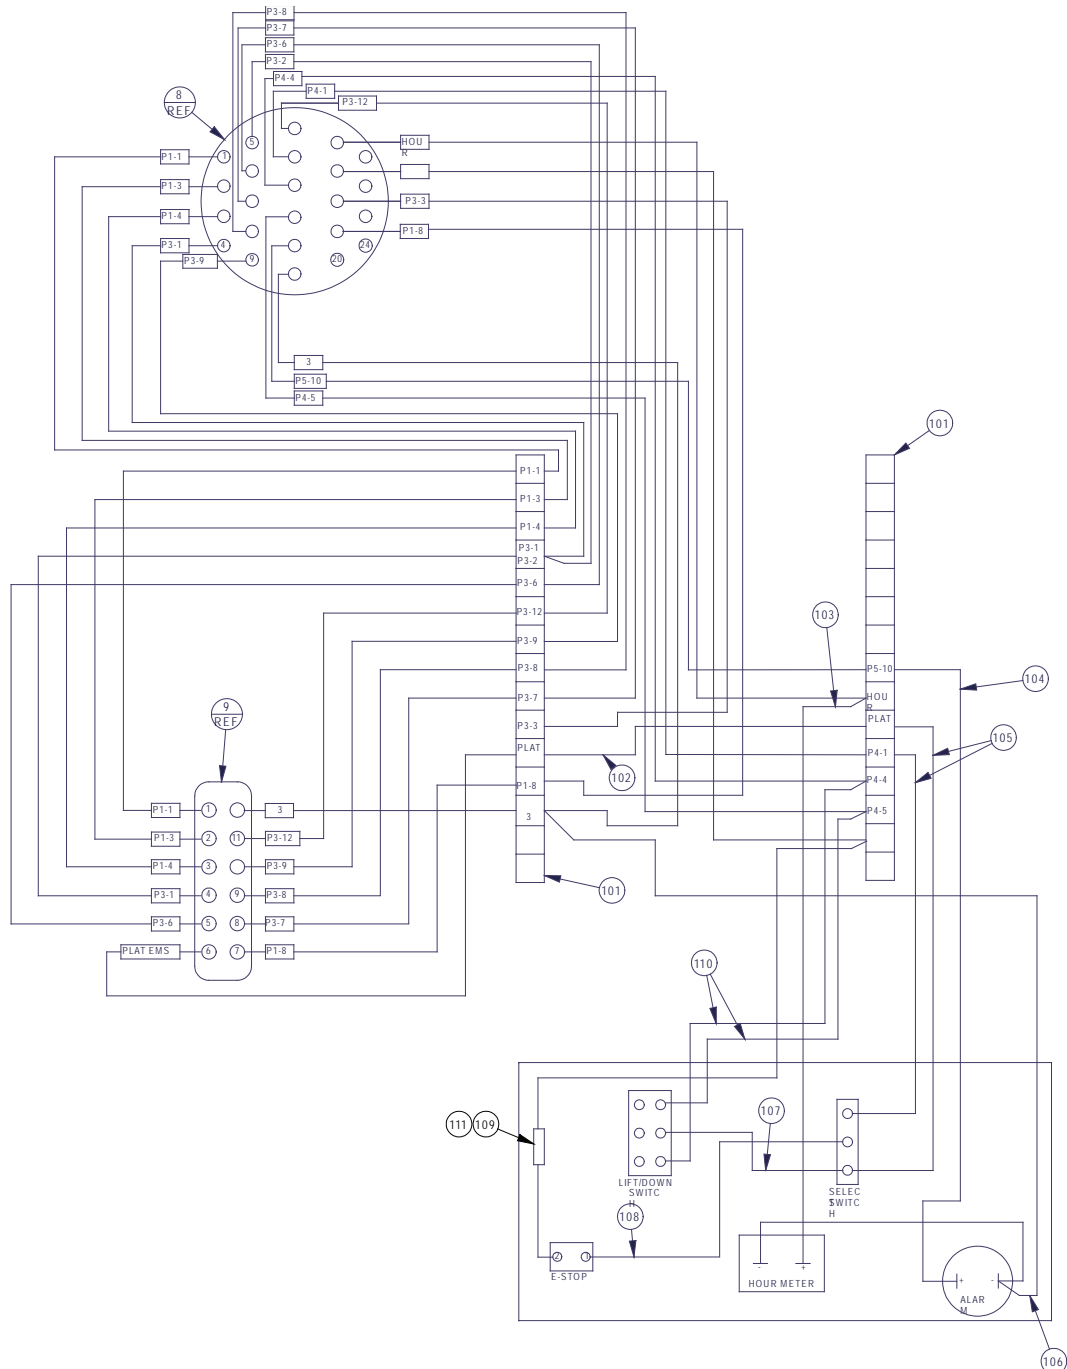 P3-8
P3-7
P3-6
P3-2
P4-4
P4-1
P3-12
8
REF
5
HOU
R
1
P1-1
P1-3
P3-3
P1-4
P1-8
P3-1
4
24
P3-9
9
20
3
P5-10
P4-5
101
P1-1
P1-3
P1-4
P3-1
P3-2
P3-6
P3-12
103
P3-9
P3-8
P5-10
104
P3-7
HOU
R
9
REF
P3-3
PLAT
105
PLAT
P4-1
102
P1-8
P4-4
P1-1
1
3
3
P4-5
P1-3
2
11
P3-12
P1-4
3
P3-9
101
P3-1
4
9
P3-8
P3-6
5
8
P3-7
PLAT EMS
6
7
P1-8
110
111
109
107
LIFT/DOWN
SWITC
H
SELEC
T
SWITC
H
108
2
1
E-STOP
-
+
HOUR METER
+
-
ALAR
M
106